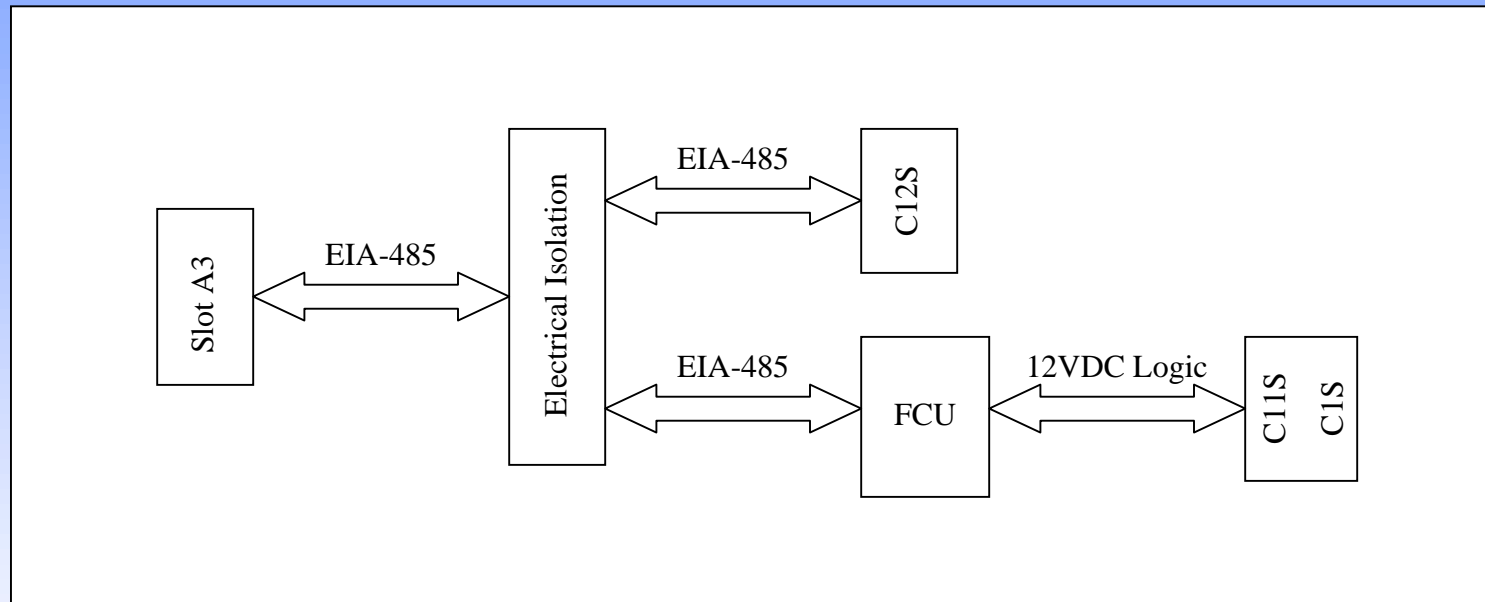 Slot A3
EIA-485
Electrical Isolation
EIA-485
C12S
EIA-485
FCU
12VDC Logic
C11S
C1S